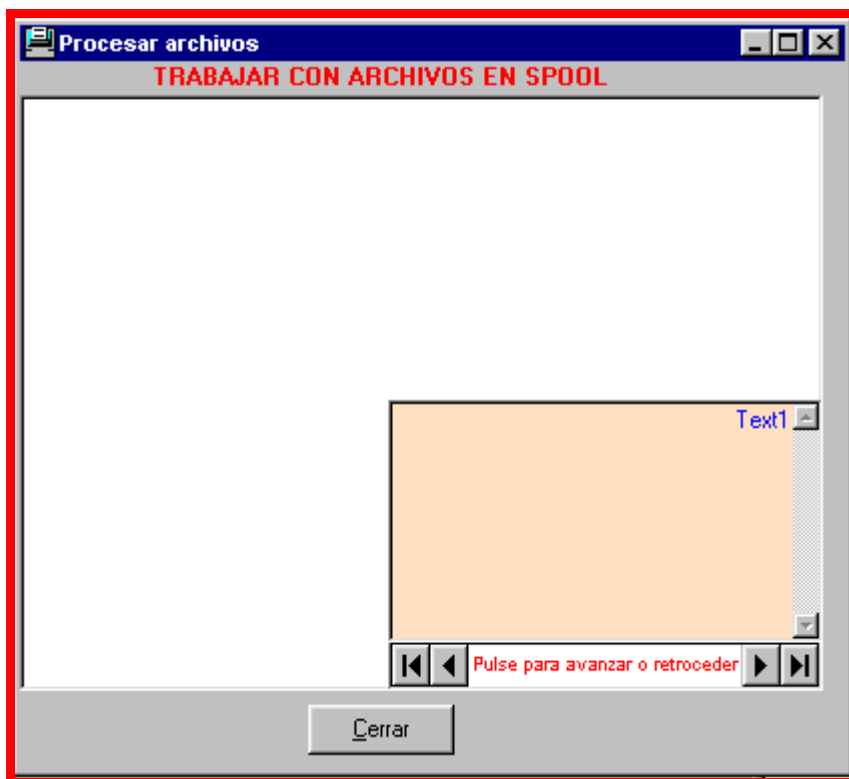 Procesar archivos
TRABAJAR CON ARCHIVOS EN SPOOL
Text1
Pulse para avanzar o retroceder
Cerrar